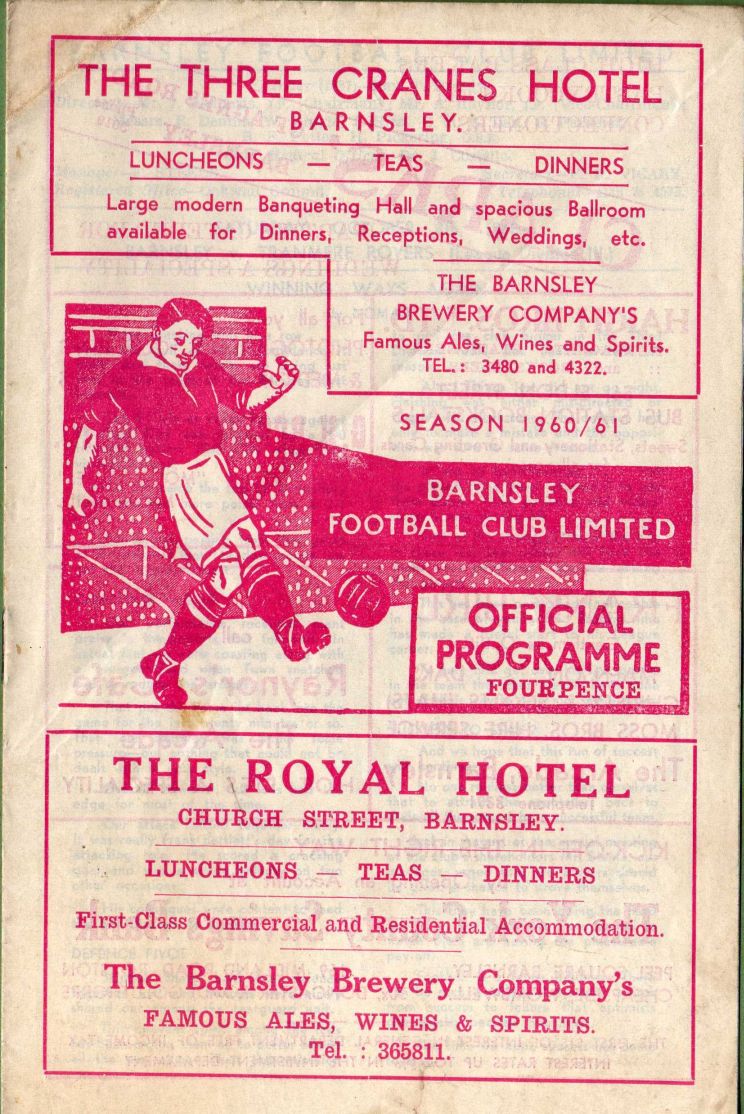 THE THREE CRANES HOTEL
BARNSLEY.
LUNCHEONS — TEAS — DINNERS
Large modern Banqueting Hall and spacious Ballroom
available for Dinners, Receptions, Weddings, etc.
THE BARNSLEY
BREWERY COMPANY'S
Famous Ales, Wines and Spirits.
TEL.: 3480 and 4322.
SEASON 1960/61
BARNSLEY
FOOTBALL CLUB LIMITED
OFFICIAL
PROGRAMME
FOURPENCE
THE ROYAL HOTEL
CHURCH STREET, BARNSLEY.
LUNCHEONS — TEAS — DINNERS
First-Class Commercial and Residential Accommodation.
The Barnsley Brewery Company's
FAMOUS ALES, WINES & SPIRITS.
Tel. : 365811.